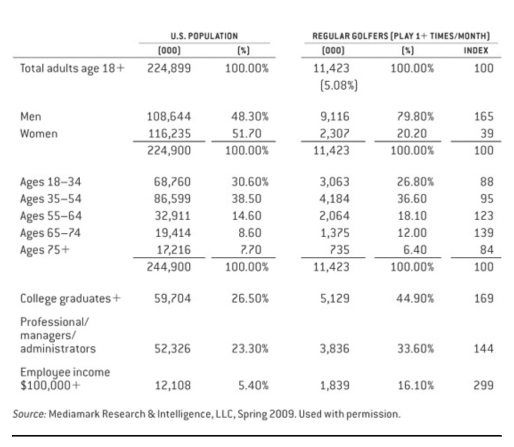 U.S. POPULATION REGULAR GOLFERS (PLAY 1+ TIMES/MONTH)
(000) (%) (000) (%) INDEX
Total adults age 18+ 224,899 100.00% 11,423 100.00% 100
(5.08%)
Men 108,644 48.30% 9,116 79.80% 165
Women 116,235 51.70 2,307 20.20 39
224,900 100.00% 11,423 100.00% 100
Ages 18–34 68,760 30.60% 3,063 26.80% 88
Ages 35–54 86,599 38.50 4,184 36.60 95
Ages 55–64 32,911 14.60 2,064 18.10 123
Ages 65–74 19,414 8.60 1,375 12.00 139
Ages 75+ 17,216 7.70 735 6.40 84
244,900 100.00% 11,423 100.00% 100
College graduates+ 59,704 26.50% 5,129 44.90% 169
Professional/
managers/
administrators 52,326 23.30% 3,836 33.60% 144
Employee income
$100,000+ 12,108 5.40% 1,839 16.10% 299
Source: Mediamark Research & Intelligence, LLC, Spring 2009. Used with permission.